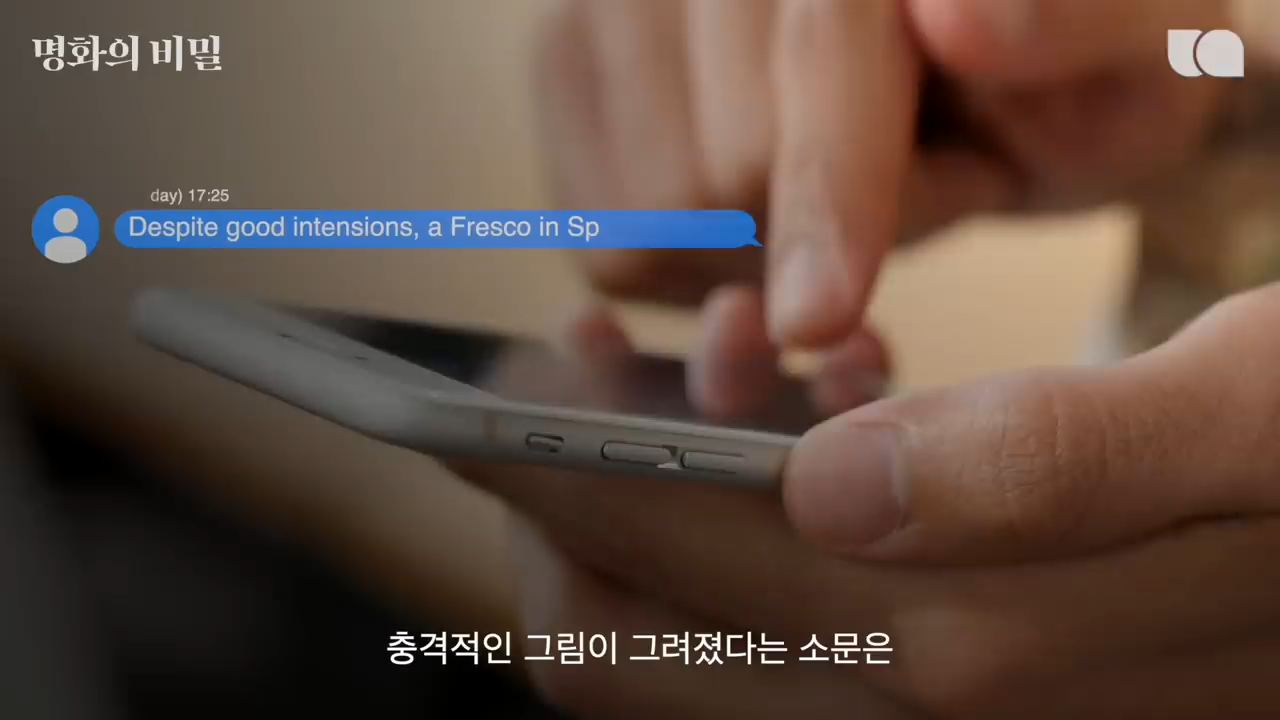 명화의 비밀
day) 17:25
Despite good intensions, a Fresco in Sp
충격적인 그림이 그려졌다는 소문은